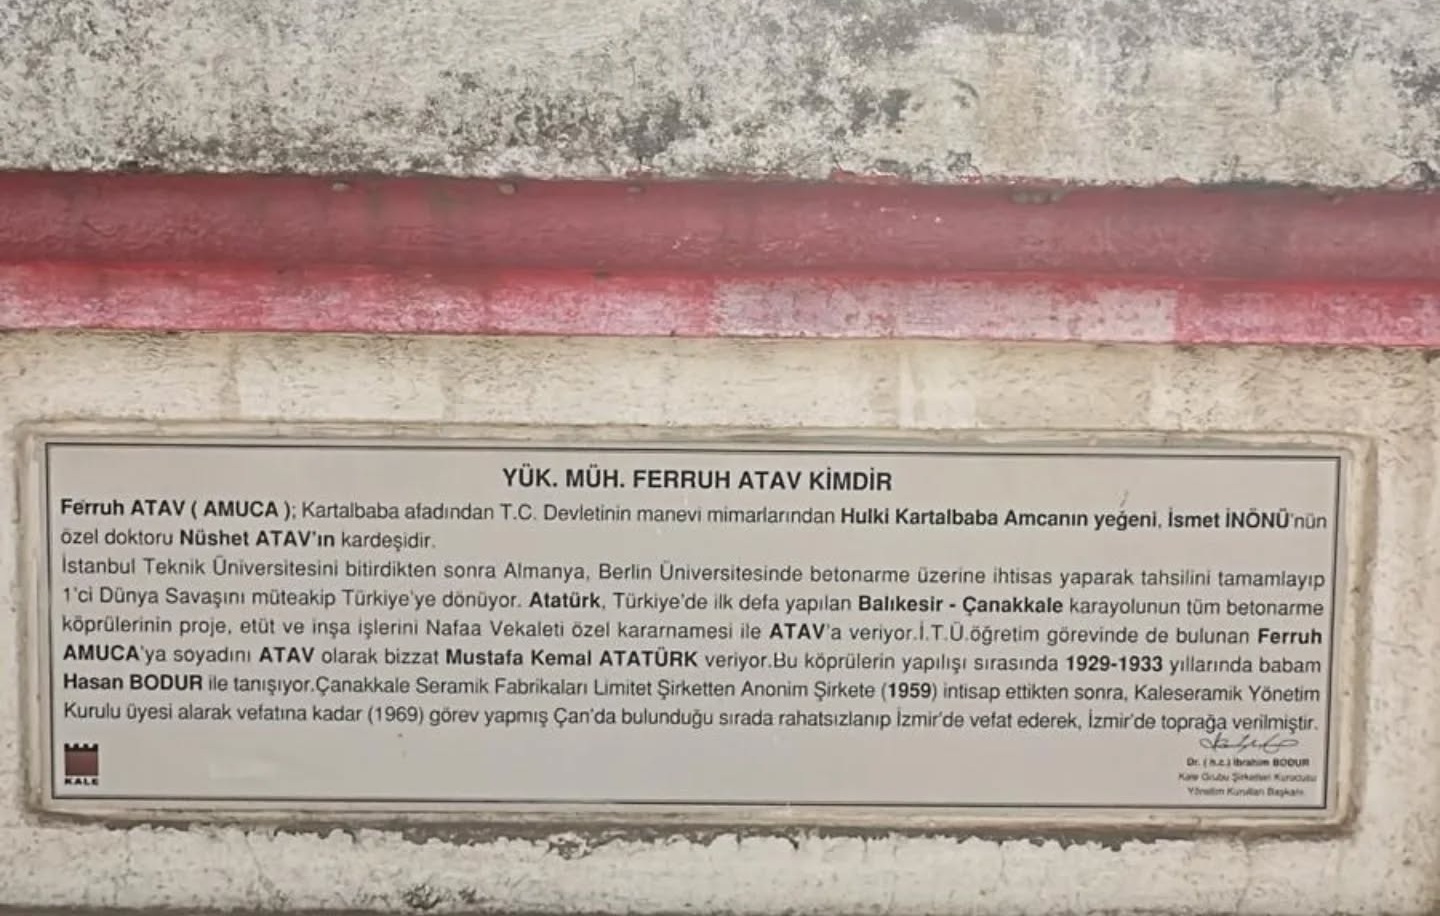 YÜK. MÜH. FERRUH ATAV KİMDİR
Ferruh ATAV ( AMUCA ); Kartalbaba afadından T.C. Devletinin manevi mimarlarından Hulki Kartalbaba Amcanın yeğeni, İsmet İNÖNÜ'nün
özel doktoru Nüshet ATAV'ın kardeşidir.
İstanbul Teknik Üniversitesini bitirdikten sonra Almanya, Berlin Üniversitesinde betonarme üzerine ihtisas yaparak tahsilini tamamlayıp
1'ci Dünya Savaşını müteakip Türkiye'ye dönüyor. Atatürk, Türkiye'de ilk defa yapılan Balıkesir - Çanakkale karayolunun tüm betonarme
köprülerinin proje, etüt ve inşa işlerini Nafaa Vekaleti özel kararnamesi ile ATAV'a veriyor.İ.T.Ü.öğretim görevinde de bulunan Ferruh
AMUCA'ya soyadını ATAV olarak bizzat Mustafa Kemal ATATÜRK veriyor.Bu köprülerin yapılışı sırasında 1929-1933 yıllarında babam
Hasan BODUR ile tanışıyor.Çanakkale Seramik Fabrikaları Limitet Şirketten Anonim Şirkete (1959) intisap ettikten sonra, Kaleseramik Yönetim
Kurulu üyesi alarak vefatına kadar (1969) görev yapmış Çan'da bulunduğu sırada rahatsızlanıp İzmir'de vefat ederek, İzmir'de toprağa verilmiştir.
KALE
Dr. ( h.c.) İbrahim BODUR
Kale Grubu Şirketleri Kurucusu
Yönetim Kurulları Başkanı